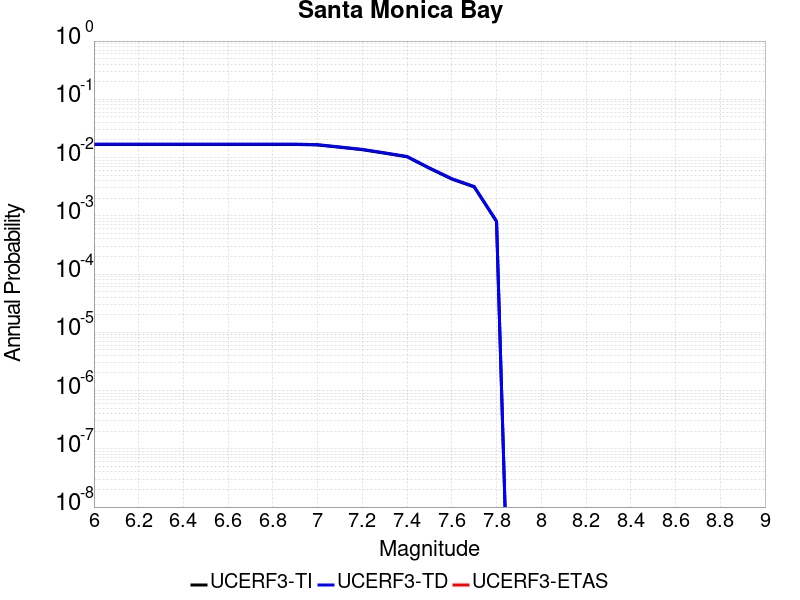 Santa Monica Bay
10^0
10^-1
10^-2
10^-3
10^-4
10^-5
10^-6
10^-7
10^-8
Annual Probability
6 6.2 6.4 6.6 6.8 7 7.2 7.4 7.6 7.8 8 8.2 8.4 8.6 8.8 9
Magnitude
UCERF3-TI UCERF3-TD UCERF3-ETAS